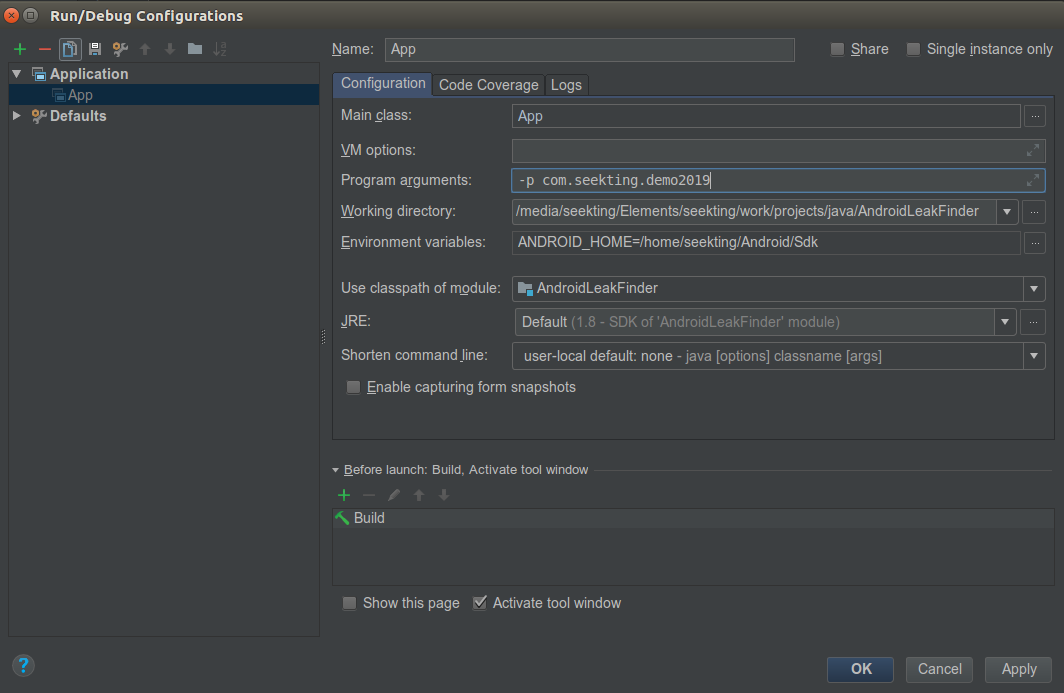 Run/Debug Configurations
Name: App Share Single instance only
Application
App
Defaults
Configuration Code Coverage Logs
Main class: App ...
VM options:
Program arguments: -p com.seekting.demo2019
Working directory: /media/seekting/Elements/seekting/work/projects/java/AndroidLeakFinder ...
Environment variables: ANDROID_HOME=/home/seekting/Android/Sdk ...
Use classpath of module: AndroidLeakFinder
JRE: Default (1.8 - SDK of 'AndroidLeakFinder' module) ...
Shorten command line: user-local default: none - java [options] classname [args]
Enable capturing form snapshots
Before launch: Build, Activate tool window
Build
Show this page Activate tool window
? OK Cancel Apply